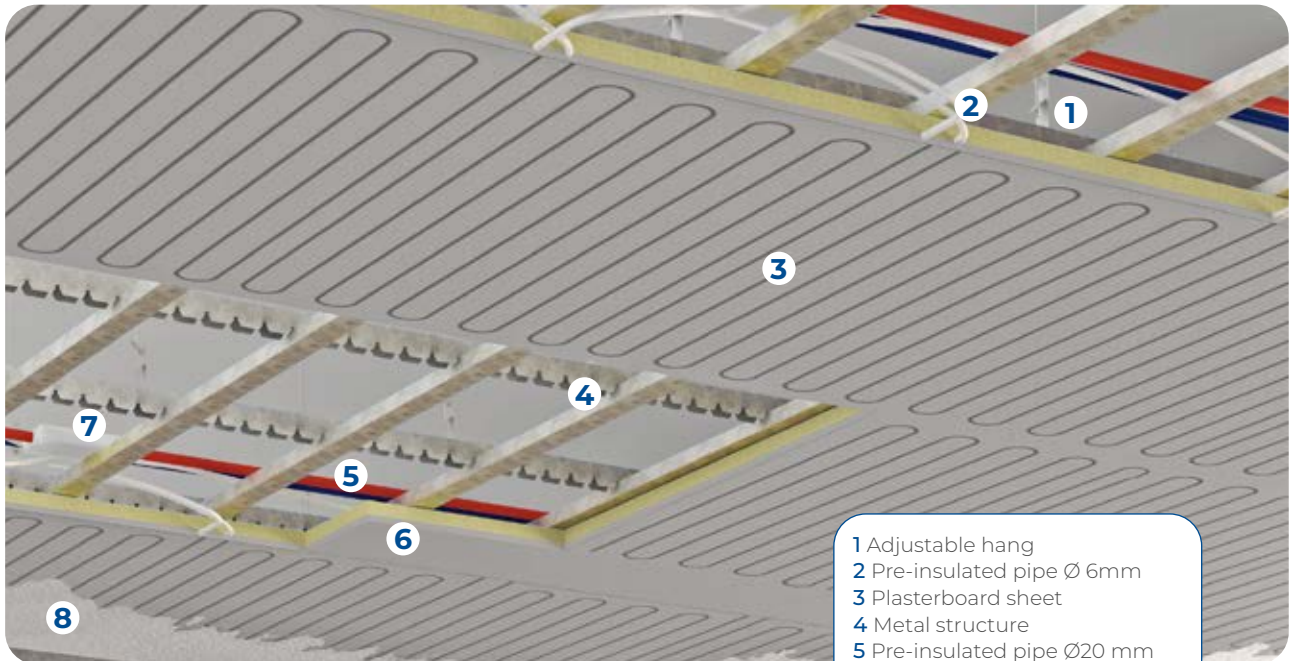 2
1
3
4
7
5
6
8
1 Adjustable hang
2 Pre-insulated pipe Ø 6mm
3 Plasterboard sheet
4 Metal structure
5 Pre-insulated pipe Ø20 mm